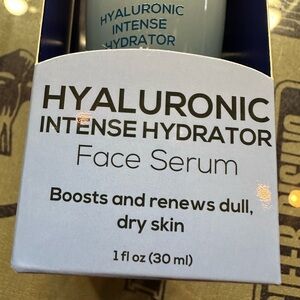 HYALURONIC
INTENSE
HYDRATOR
HYALURONIC
INTENSE HYDRATOR
Face Serum
Boosts and renews dull,
dry skin
1 fl oz (30 ml)